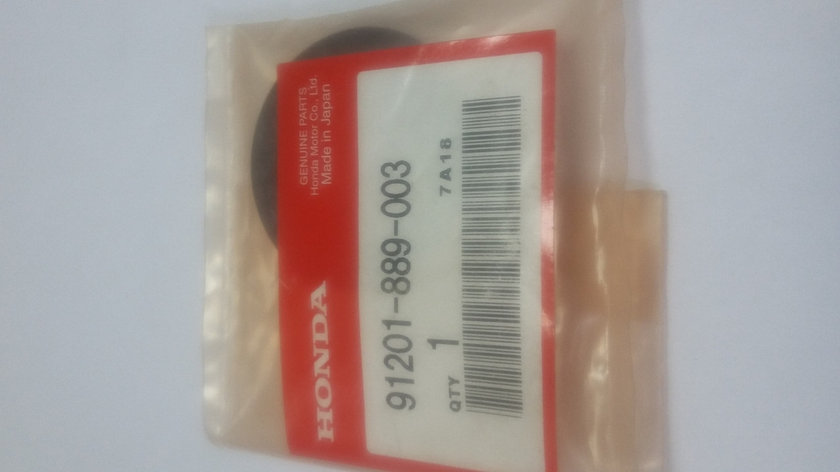 HONDA
GENUINE PARTS
Honda Motor Co., Ltd.
Made in Japan
91201-889-003
QTY 1
7A18